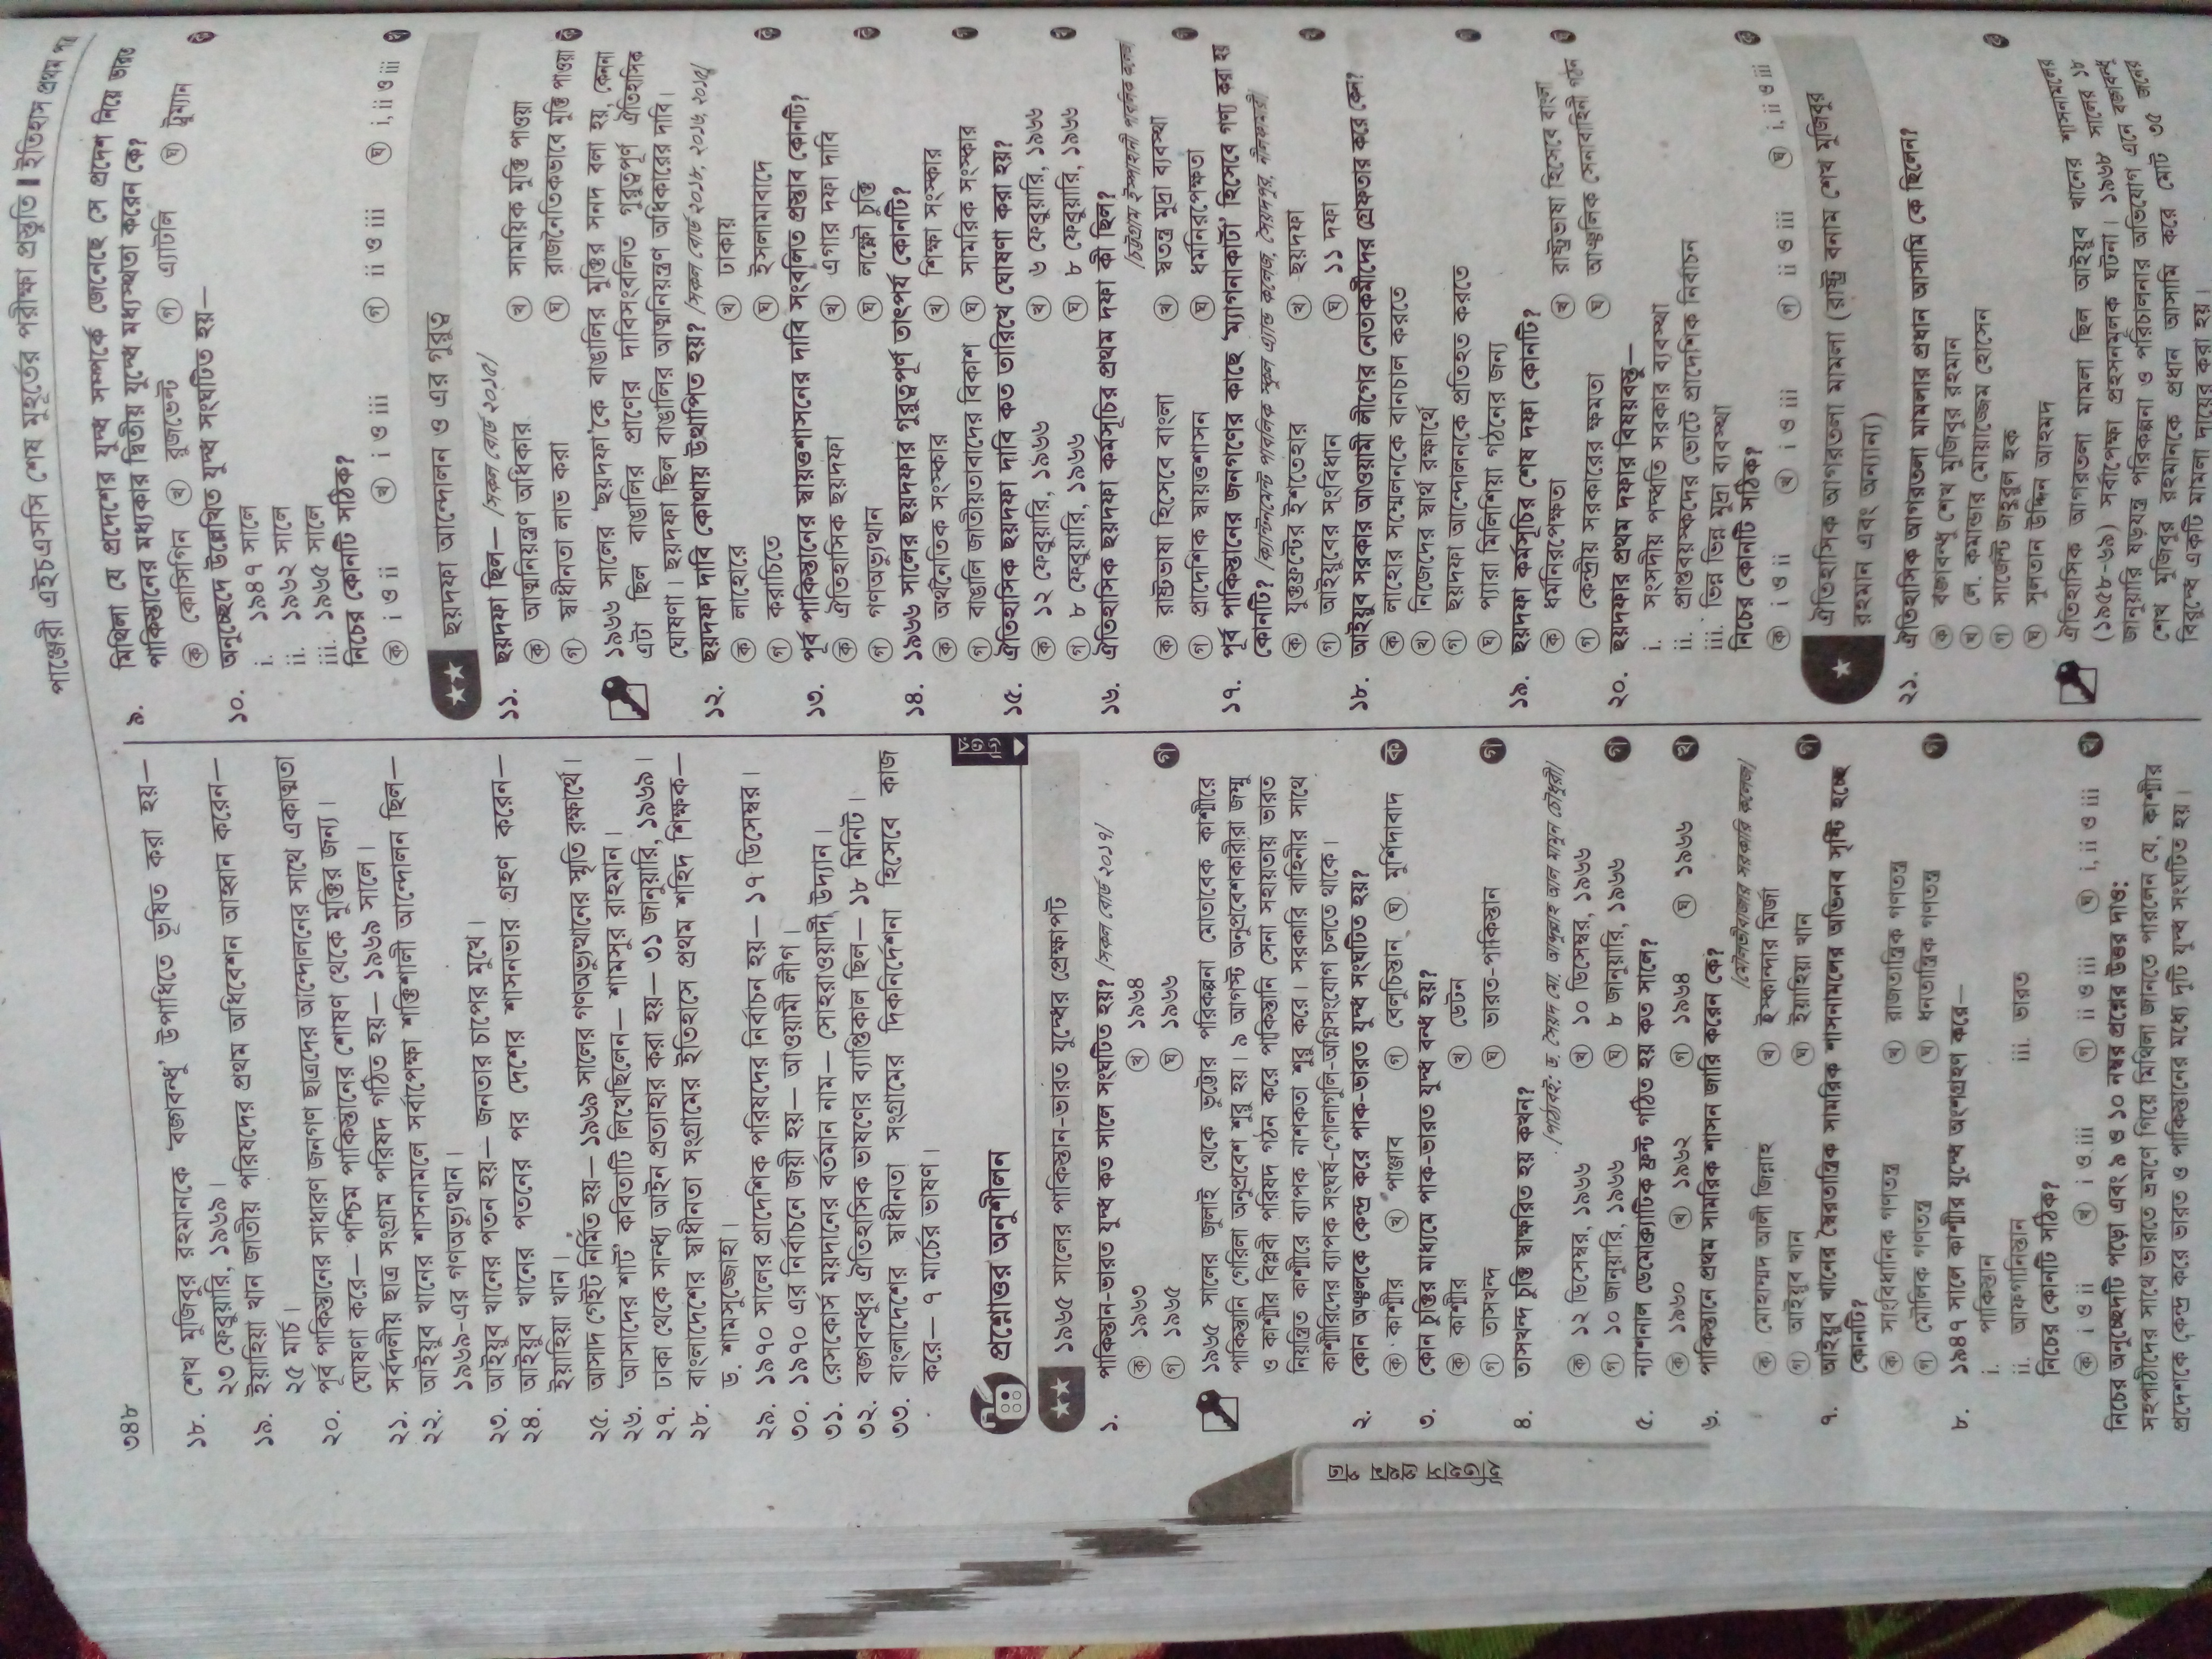 পাঞ্জেরী এইচএসসি শেষ মুহূর্তের পরীক্ষা প্রস্তুতি ▌ ইতিহাস প্রথম পত্র
৩৪৮
১৮. শেখ মুজিবুর রহমানকে ‘বঙ্গবন্ধু’ উপাধিতে ভূষিত করা হয়—
২৩ ফেব্রুয়ারি, ১৯৬৯।
১৯. ইয়াহিয়া খান জাতীয় পরিষদের প্রথম অধিবেশন আহ্বান করেন—
২৫ মার্চ।
২০. পূর্ব পাকিস্তানের সাধারণ জনগণ ছাত্রদের আন্দোলনের সাথে একাত্মতা
ঘোষণা করে— পশ্চিম পাকিস্তানের শোষণ থেকে মুক্তির জন্য।
২১. সর্বদলীয় ছাত্র সংগ্রাম পরিষদ গঠিত হয়— ১৯৬৯ সালে।
২২. আইয়ুব খানের শাসনামলে সর্বাপেক্ষা শক্তিশালী আন্দোলন ছিল—
১৯৬৯-এর গণঅভ্যুত্থান।
২৩. আইয়ুব খানের পতন হয়— জনতার চাপের মুখে।
২৪. আইয়ুব খানের পতনের পর দেশের শাসনভার গ্রহণ করেন—
ইয়াহিয়া খান।
২৫. আসাদ গেইট নির্মিত হয়— ১৯৬৯ সালের গণঅভ্যুত্থানের স্মৃতি রক্ষার্থে।
২৬. ‘আসাদের শার্ট’ কবিতাটি লিখেছিলেন— শামসুর রাহমান।
২৭. ঢাকা থেকে সান্ধ্য আইন প্রত্যাহার করা হয়— ৩১ জানুয়ারি, ১৯৬৯।
২৮. বাংলাদেশের স্বাধীনতা সংগ্রামের ইতিহাসে প্রথম শহিদ শিক্ষক—
ড. শামসুজ্জোহা।
২৯. ১৯৭০ সালের প্রাদেশিক পরিষদের নির্বাচন হয়— ১৭ ডিসেম্বর।
৩০. ১৯৭০ এর নির্বাচনে জয়ী হয়— আওয়ামী লীগ।
৩১. রেসকোর্স ময়দানের বর্তমান নাম— সোহরাওয়ার্দী উদ্যান।
৩২. বঙ্গবন্ধুর ঐতিহাসিক ভাষণের ব্যাপ্তিকাল ছিল— ১৮ মিনিট।
৩৩. বাংলাদেশের স্বাধীনতা সংগ্রামের দিকনির্দেশনা হিসেবে কাজ
করে— ৭ মার্চের ভাষণ।
প্রশ্নোত্তর অনুশীলন
উত্তর
★★ ১৯৬৫ সালের পাকিস্তান-ভারত যুদ্ধের প্রেক্ষাপট
১. পাকিস্তান-ভারত যুদ্ধ কত সালে সংঘটিত হয়? /সকল বোর্ড ২০১৭/
ক ১৯৬৩ খ ১৯৬৪
গ ১৯৬৫ ঘ ১৯৬৬ গ
১৯৬৫ সালের জুলাই থেকে ভুট্টোর পরিকল্পনা মোতাবেক কাশ্মীরে
পাকিস্তানি গেরিলা অনুপ্রবেশ শুরু হয়। ৯ আগস্ট অনুপ্রবেশকারীরা জম্মু
ও কাশ্মীর বিপ্লবী পরিষদ গঠন করে পাকিস্তানি সেনা সহায়তায় ভারত
নিয়ন্ত্রিত কাশ্মীরে ব্যাপক নাশকতা শুরু করে। সরকারি বাহিনীর সাথে
কাশ্মীরিদের ব্যাপক সংঘর্ষ-গোলাগুলি-অগ্নিসংযোগ চলতে থাকে।
২. কোন অঞ্চলকে কেন্দ্র করে পাক-ভারত যুদ্ধ সংঘটিত হয়?
ক কাশ্মীর খ পাঞ্জাব গ বেলুচিস্তান ঘ মুর্শিদাবাদ ক
৩. কোন চুক্তির মাধ্যমে পাক-ভারত যুদ্ধ বন্ধ হয়?
ক কাশ্মীর খ ডেটন
গ তাসখন্দ ঘ ভারত-পাকিস্তান গ
৪. তাসখন্দ চুক্তি স্বাক্ষরিত হয় কখন?
/পাঠ্যবই: ড. সৈয়দ মো. আব্দুল্লাহ আল মামুন চৌধুরী/
ক ১২ ডিসেম্বর, ১৯৬৬ খ ১০ ডিসেম্বর, ১৯৬৬
গ ১০ জানুয়ারি, ১৯৬৬ ঘ ৮ জানুয়ারি, ১৯৬৬ গ
৫. ন্যাশনাল ডেমোক্র্যাটিক ফ্রন্ট গঠিত হয় কত সালে?
ক ১৯৬০ খ ১৯৬২ গ ১৯৬৪ ঘ ১৯৬৬ খ
৬. পাকিস্তানে প্রথম সামরিক শাসন জারি করেন কে?
/মৌলভীবাজার সরকারি কলেজ/
ক মোহাম্মদ আলী জিন্নাহ খ ইস্কান্দার মির্জা
গ আইয়ুব খান ঘ ইয়াহিয়া খান গ
৭. আইয়ুব খানের স্বৈরতান্ত্রিক সামরিক শাসনামলের অভিনব সৃষ্টি হচ্ছে
কোনটি?
ক সাংবিধানিক গণতন্ত্র খ রাজতান্ত্রিক গণতন্ত্র
গ মৌলিক গণতন্ত্র ঘ ধনতান্ত্রিক গণতন্ত্র গ
৮. ১৯৪৭ সালে কাশ্মীর যুদ্ধে অংশগ্রহণ করে—
i. পাকিস্তান
ii. আফগানিস্তান iii. ভারত
নিচের কোনটি সঠিক?
ক i ও ii খ i ও iii গ ii ও iii ঘ i, ii ও iii খ
নিচের অনুচ্ছেদটি পড়ো এবং ৯ ও ১০ নম্বর প্রশ্নের উত্তর দাও:
সহপাঠীদের সাথে ভারতে ভ্রমণে গিয়ে মিথিলা জানতে পারলেন যে, কাশ্মীর
প্রদেশকে কেন্দ্র করে ভারত ও পাকিস্তানের মধ্যে দুটি যুদ্ধ সংঘটিত হয়।
ইতিহাস প্রথম পত্র
৯. মিথিলা যে প্রদেশের যুদ্ধ সম্পর্কে জেনেছে সে প্রদেশ নিয়ে ভারত
পাকিস্তানের মধ্যকার দ্বিতীয় যুদ্ধে মধ্যস্থতা করেন কে?
ক কোসিগিন খ রুজভেল্ট গ এ্যাটলি ঘ ট্রুম্যান
১০. অনুচ্ছেদে উল্লেখিত যুদ্ধ সংঘটিত হয়—
i. ১৯৪৭ সালে
ii. ১৯৬২ সালে
iii. ১৯৬৫ সালে
নিচের কোনটি সঠিক?
ক i ও ii খ i ও iii গ ii ও iii ঘ i, ii ও iii
★★ ছয়দফা আন্দোলন ও এর গুরুত্ব
১১. ছয়দফা ছিল— /সকল বোর্ড ২০১৫/
ক আত্মনিয়ন্ত্রণ অধিকার খ সাময়িক মুক্তি পাওয়া
গ স্বাধীনতা লাভ করা ঘ রাজনৈতিকভাবে মুক্তি পাওয়া
১৯৬৬ সালের ‘ছয়দফা’কে বাঙালির মুক্তির সনদ বলা হয়, কেননা
এটা ছিল বাঙালির প্রাণের দাবিসংবলিত গুরুত্বপূর্ণ ঐতিহাসিক
ঘোষণা। ছয়দফা ছিল বাঙালির আত্মনিয়ন্ত্রণ অধিকারের দাবি।
১২. ছয়দফা দাবি কোথায় উত্থাপিত হয়? /সকল বোর্ড ২০১৮, ২০১৬, ২০১৫/
ক লাহোরে খ ঢাকায়
গ করাচিতে ঘ ইসলামাবাদে
১৩. পূর্ব পাকিস্তানের স্বায়ত্তশাসনের দাবি সংবলিত প্রস্তাব কোনটি?
ক ঐতিহাসিক ছয়দফা খ এগার দফা দাবি
গ গণঅভ্যুত্থান ঘ লক্ষ্ণৌ চুক্তি
১৪. ১৯৬৬ সালের ছয়দফার গুরুত্বপূর্ণ তাৎপর্য কোনটি?
ক অর্থনৈতিক সংস্কার খ শিক্ষা সংস্কার
গ বাঙালি জাতীয়তাবাদের বিকাশ ঘ সামরিক সংস্কার
১৫. ঐতিহাসিক ছয়দফা দাবি কত তারিখে ঘোষণা করা হয়?
ক ১২ ফেব্রুয়ারি, ১৯৬৬ খ ৬ ফেব্রুয়ারি, ১৯৬৬
গ ৮ ফেব্রুয়ারি, ১৯৬৬ ঘ ৮ ফেব্রুয়ারি, ১৯৬৬
১৬. ঐতিহাসিক ছয়দফা কর্মসূচির প্রথম দফা কী ছিল?
/চট্টগ্রাম ইস্পাহানী পাবলিক কলেজ/
ক রাষ্ট্রভাষা হিসেবে বাংলা খ স্বতন্ত্র মুদ্রা ব্যবস্থা
গ প্রাদেশিক স্বায়ত্তশাসন ঘ ধর্মনিরপেক্ষতা
১৭. পূর্ব পাকিস্তানের জনগণের কাছে ‘ম্যাগনাকার্টা’ হিসেবে গণ্য করা হয়
কোনটি? /ক্যান্টনমেন্ট পাবলিক স্কুল এ্যান্ড কলেজ, সৈয়দপুর, নীলফামারী/
ক যুক্তফ্রন্টের ইশতেহার খ ছয়দফা
গ আইয়ুবের সংবিধান ঘ ১১ দফা
১৮. আইয়ুব সরকার আওয়ামী লীগের নেতাকর্মীদের গ্রেফতার করে কেন?
ক লাহোর সম্মেলনকে বানচাল করতে
খ নিজেদের স্বার্থ রক্ষার্থে
গ ছয়দফা আন্দোলনকে প্রতিহত করতে
ঘ প্যারা মিলিশিয়া গঠনের জন্য
১৯. ছয়দফা কর্মসূচির শেষ দফা কোনটি?
ক ধর্মনিরপেক্ষতা খ রাষ্ট্রভাষা হিসেবে বাংলা
গ কেন্দ্রীয় সরকারের ক্ষমতা ঘ আঞ্চলিক সেনাবাহিনী গঠন
২০. ছয়দফার প্রথম দফার বিষয়বস্তু—
i. সংসদীয় পদ্ধতি সরকার ব্যবস্থা
ii. প্রাপ্তবয়স্কদের ভোটে প্রাদেশিক নির্বাচন
iii. ভিন্ন ভিন্ন মুদ্রা ব্যবস্থা
নিচের কোনটি সঠিক?
ক i ও ii খ i ও iii গ ii ও iii ঘ i, ii ও iii
★ ঐতিহাসিক আগরতলা মামলা (রাষ্ট্র বনাম শেখ মুজিবুর
রহমান এবং অন্যান্য)
২১. ঐতিহাসিক আগরতলা মামলার প্রধান আসামি কে ছিলেন?
ক বঙ্গবন্ধু শেখ মুজিবুর রহমান
খ লে. কমান্ডার মোয়াজ্জেম হোসেন
গ সার্জেন্ট জহুরুল হক
ঘ সুলতান উদ্দিন আহমদ
ঐতিহাসিক আগরতলা মামলা ছিল আইয়ুব খানের শাসনামলের
(১৯৫৮-৬৯) সর্বাপেক্ষা প্রহসনমূলক ঘটনা। ১৯৬৮ সালের ১৮
জানুয়ারি ষড়যন্ত্র পরিকল্পনা ও পরিচালনার অভিযোগ এনে বঙ্গবন্ধু
শেখ মুজিবুর রহমানকে প্রধান আসামি করে মোট ৩৫ জনের
বিরুদ্ধে একটি মামলা দায়ের করা হয়।